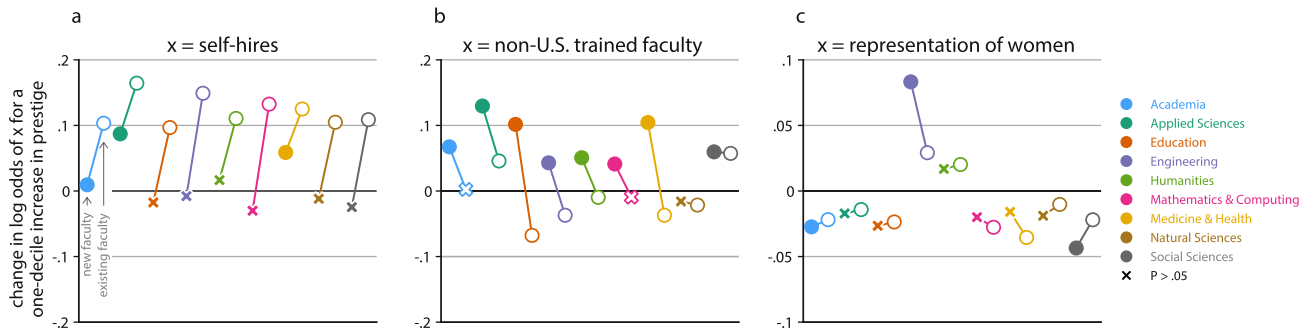 a
x = self-hires
change in log odds of x for a
one-decile increase in prestige
.2
.1
0
-.1
-.2
new faculty
existing faculty
b
x = non-U.S. trained faculty
.2
.1
0
-.1
-.2
c
x = representation of women
.1
.05
0
-.05
-.1
Academia
Applied Sciences
Education
Engineering
Humanities
Mathematics & Computing
Medicine & Health
Natural Sciences
Social Sciences
P > .05